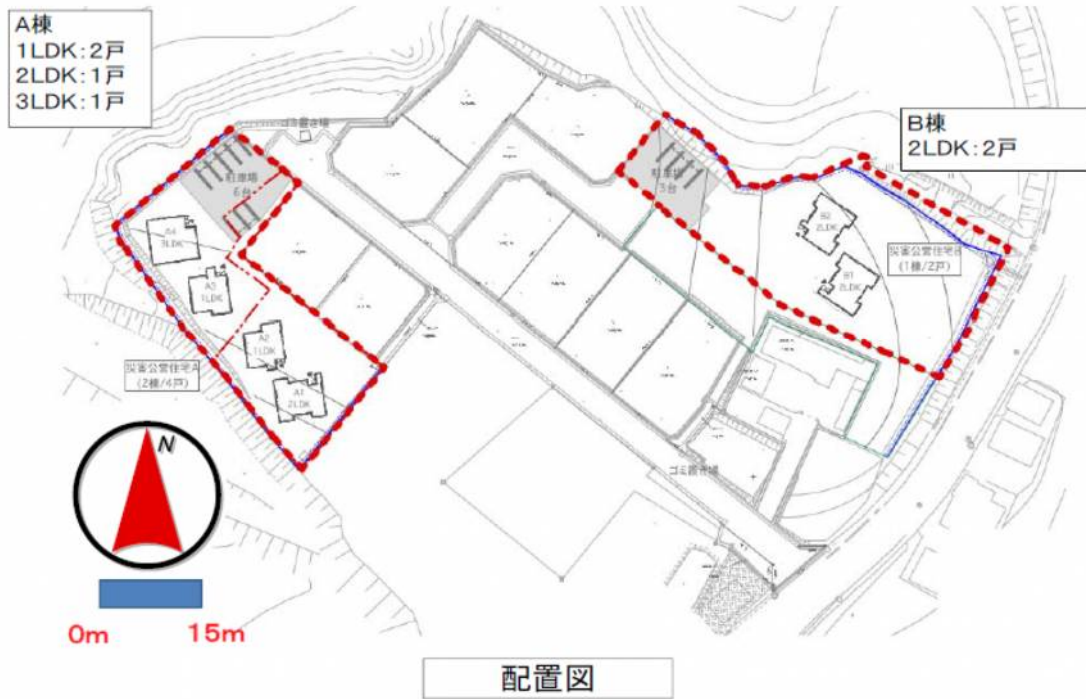 A棟
1LDK:2戸
2LDK:1戸
3LDK:1戸
B棟
2LDK:2戸
ゴミ置き場
駐車場
6台
駐車場
3台
A4
3LDK
A3
1LDK
A2
1LDK
A1
2LDK
災害公営住宅A
(2棟/4戸)
B2
2LDK
B1
2LDK
災害公営住宅B
(1棟/2戸)
ゴミ置き場
N
0m
15m
配置図